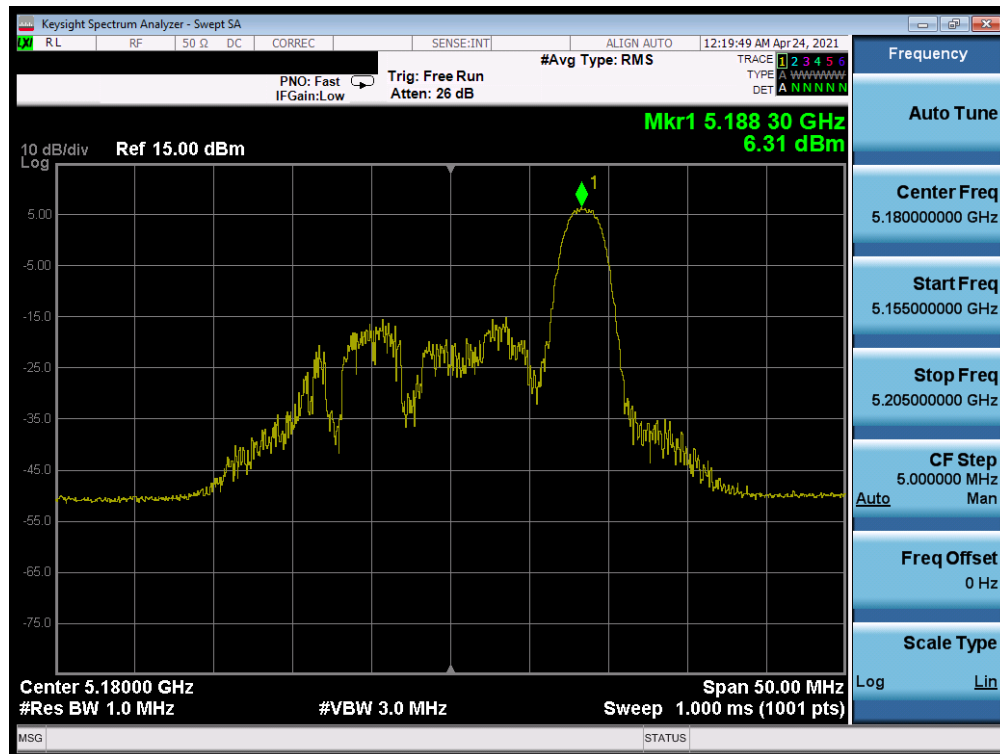 Keysight Spectrum Analyzer - Swept SA
LXI RL RF 50 Ω DC CORREC SENSE:INT ALIGN AUTO 12:19:49 AM Apr 24, 2021
PNO: Fast
IFGain:Low
Trig: Free Run
Atten: 26 dB
#Avg Type: RMS
TRACE 1 2 3 4 5 6
TYPE A WWWWW
DET A N N N N N
Mkr1 5.188 30 GHz
6.31 dBm
10 dB/div Ref 15.00 dBm
Log
1
5.00
-5.00
-15.0
-25.0
-35.0
-45.0
-55.0
-65.0
-75.0
Center 5.18000 GHz Span 50.00 MHz
#Res BW 1.0 MHz #VBW 3.0 MHz Sweep 1.000 ms (1001 pts)
MSG STATUS
Frequency
Auto Tune
Center Freq
5.180000000 GHz
Start Freq
5.155000000 GHz
Stop Freq
5.205000000 GHz
CF Step
5.000000 MHz
Auto Man
Freq Offset
0 Hz
Scale Type
Log Lin